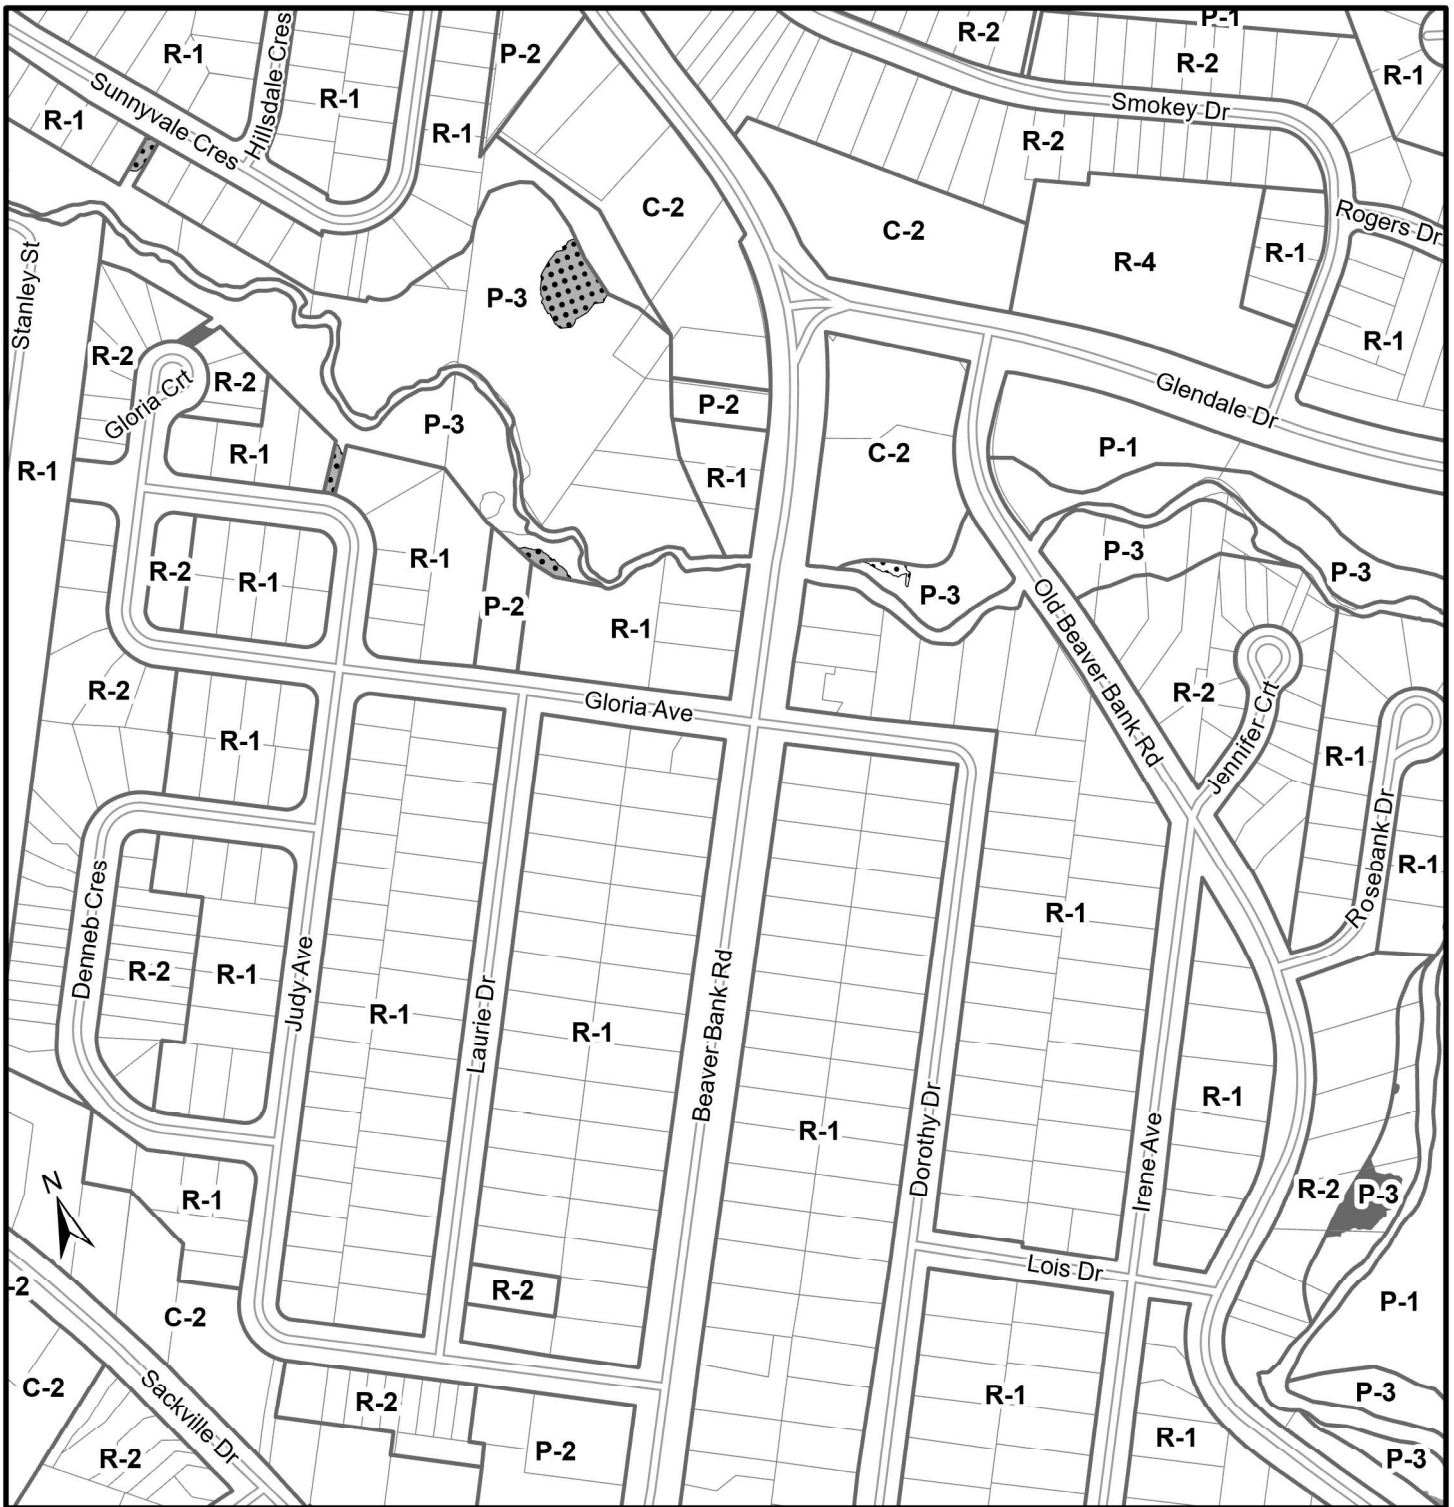 P-1
R-2
R-1
P-2
R-2
R-1
Hillsdale Cres
R-1
Smokey Dr
R-1
Sunnyvale Cres
R-1
R-2
C-2
Rogers Dr
C-2
R-1
R-4
Stanley St
P-3
R-1
R-2
R-2
Gloria Crt
Glendale Dr
P-2
P-3
R-1
C-2
P-1
R-1
R-1
P-3
R-1
R-2
R-1
P-3
P-3
P-2
Old Beaver Bank Rd
R-1
R-2
R-2
Gloria Ave
Jennifer Crt
R-1
R-1
Rosebank Dr
R-1
Denneb Cres
R-1
R-2
R-1
Judy Ave
R-1
Laurie Dr
R-1
Beaver Bank Rd
R-1
R-1
Dorothy Dr
Irene Ave
R-2
P-3
R-1
N
Lois Dr
-2
R-2
P-1
C-2
C-2
Sackville Dr
R-2
R-1
P-3
R-2
P-2
R-1
P-3